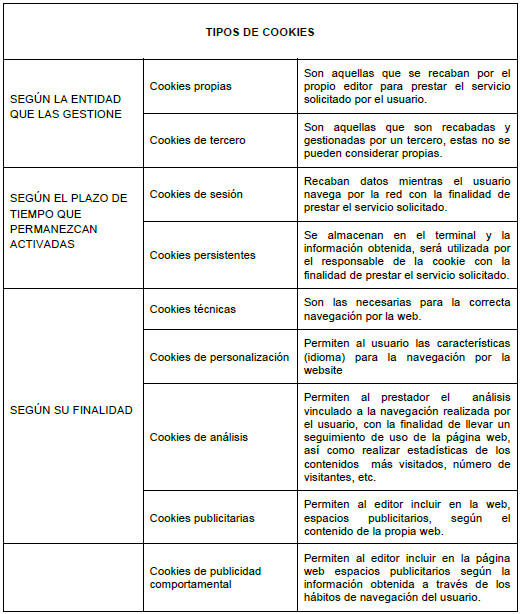 TIPOS DE COOKIES
SEGÚN LA ENTIDAD
QUE LAS GESTIONE
Cookies propias
Son aquellas que se recaban por el
propio editor para prestar el servicio
solicitado por el usuario.
Cookies de tercero
Son aquellas que son recabadas y
gestionadas por un tercero, estas no se
pueden considerar propias.
SEGÚN EL PLAZO DE
TIEMPO QUE
PERMANEZCAN
ACTIVADAS
Cookies de sesión
Recaban datos mientras el usuario
navega por la red con la finalidad de
prestar el servicio solicitado.
Cookies persistentes
Se almacenan en el terminal y la
información obtenida, será utilizada por
el responsable de la cookie con la
finalidad de prestar el servicio solicitado.
SEGÚN SU FINALIDAD
Cookies técnicas
Son las necesarias para la correcta
navegación por la web.
Cookies de personalización
Permiten al usuario las características
(idioma) para la navegación por la
website
Cookies de análisis
Permiten al prestador el análisis
vinculado a la navegación realizada por
el usuario, con la finalidad de llevar un
seguimiento de uso de la página web,
así como realizar estadísticas de los
contenidos más visitados, número de
visitantes, etc.
Cookies publicitarias
Permiten al editor incluir en la web,
espacios publicitarios, según el
contenido de la propia web.
Cookies de publicidad
comportamental
Permiten al editor incluir en la página
web espacios publicitarios según la
información obtenida a través de los
hábitos de navegación del usuario.